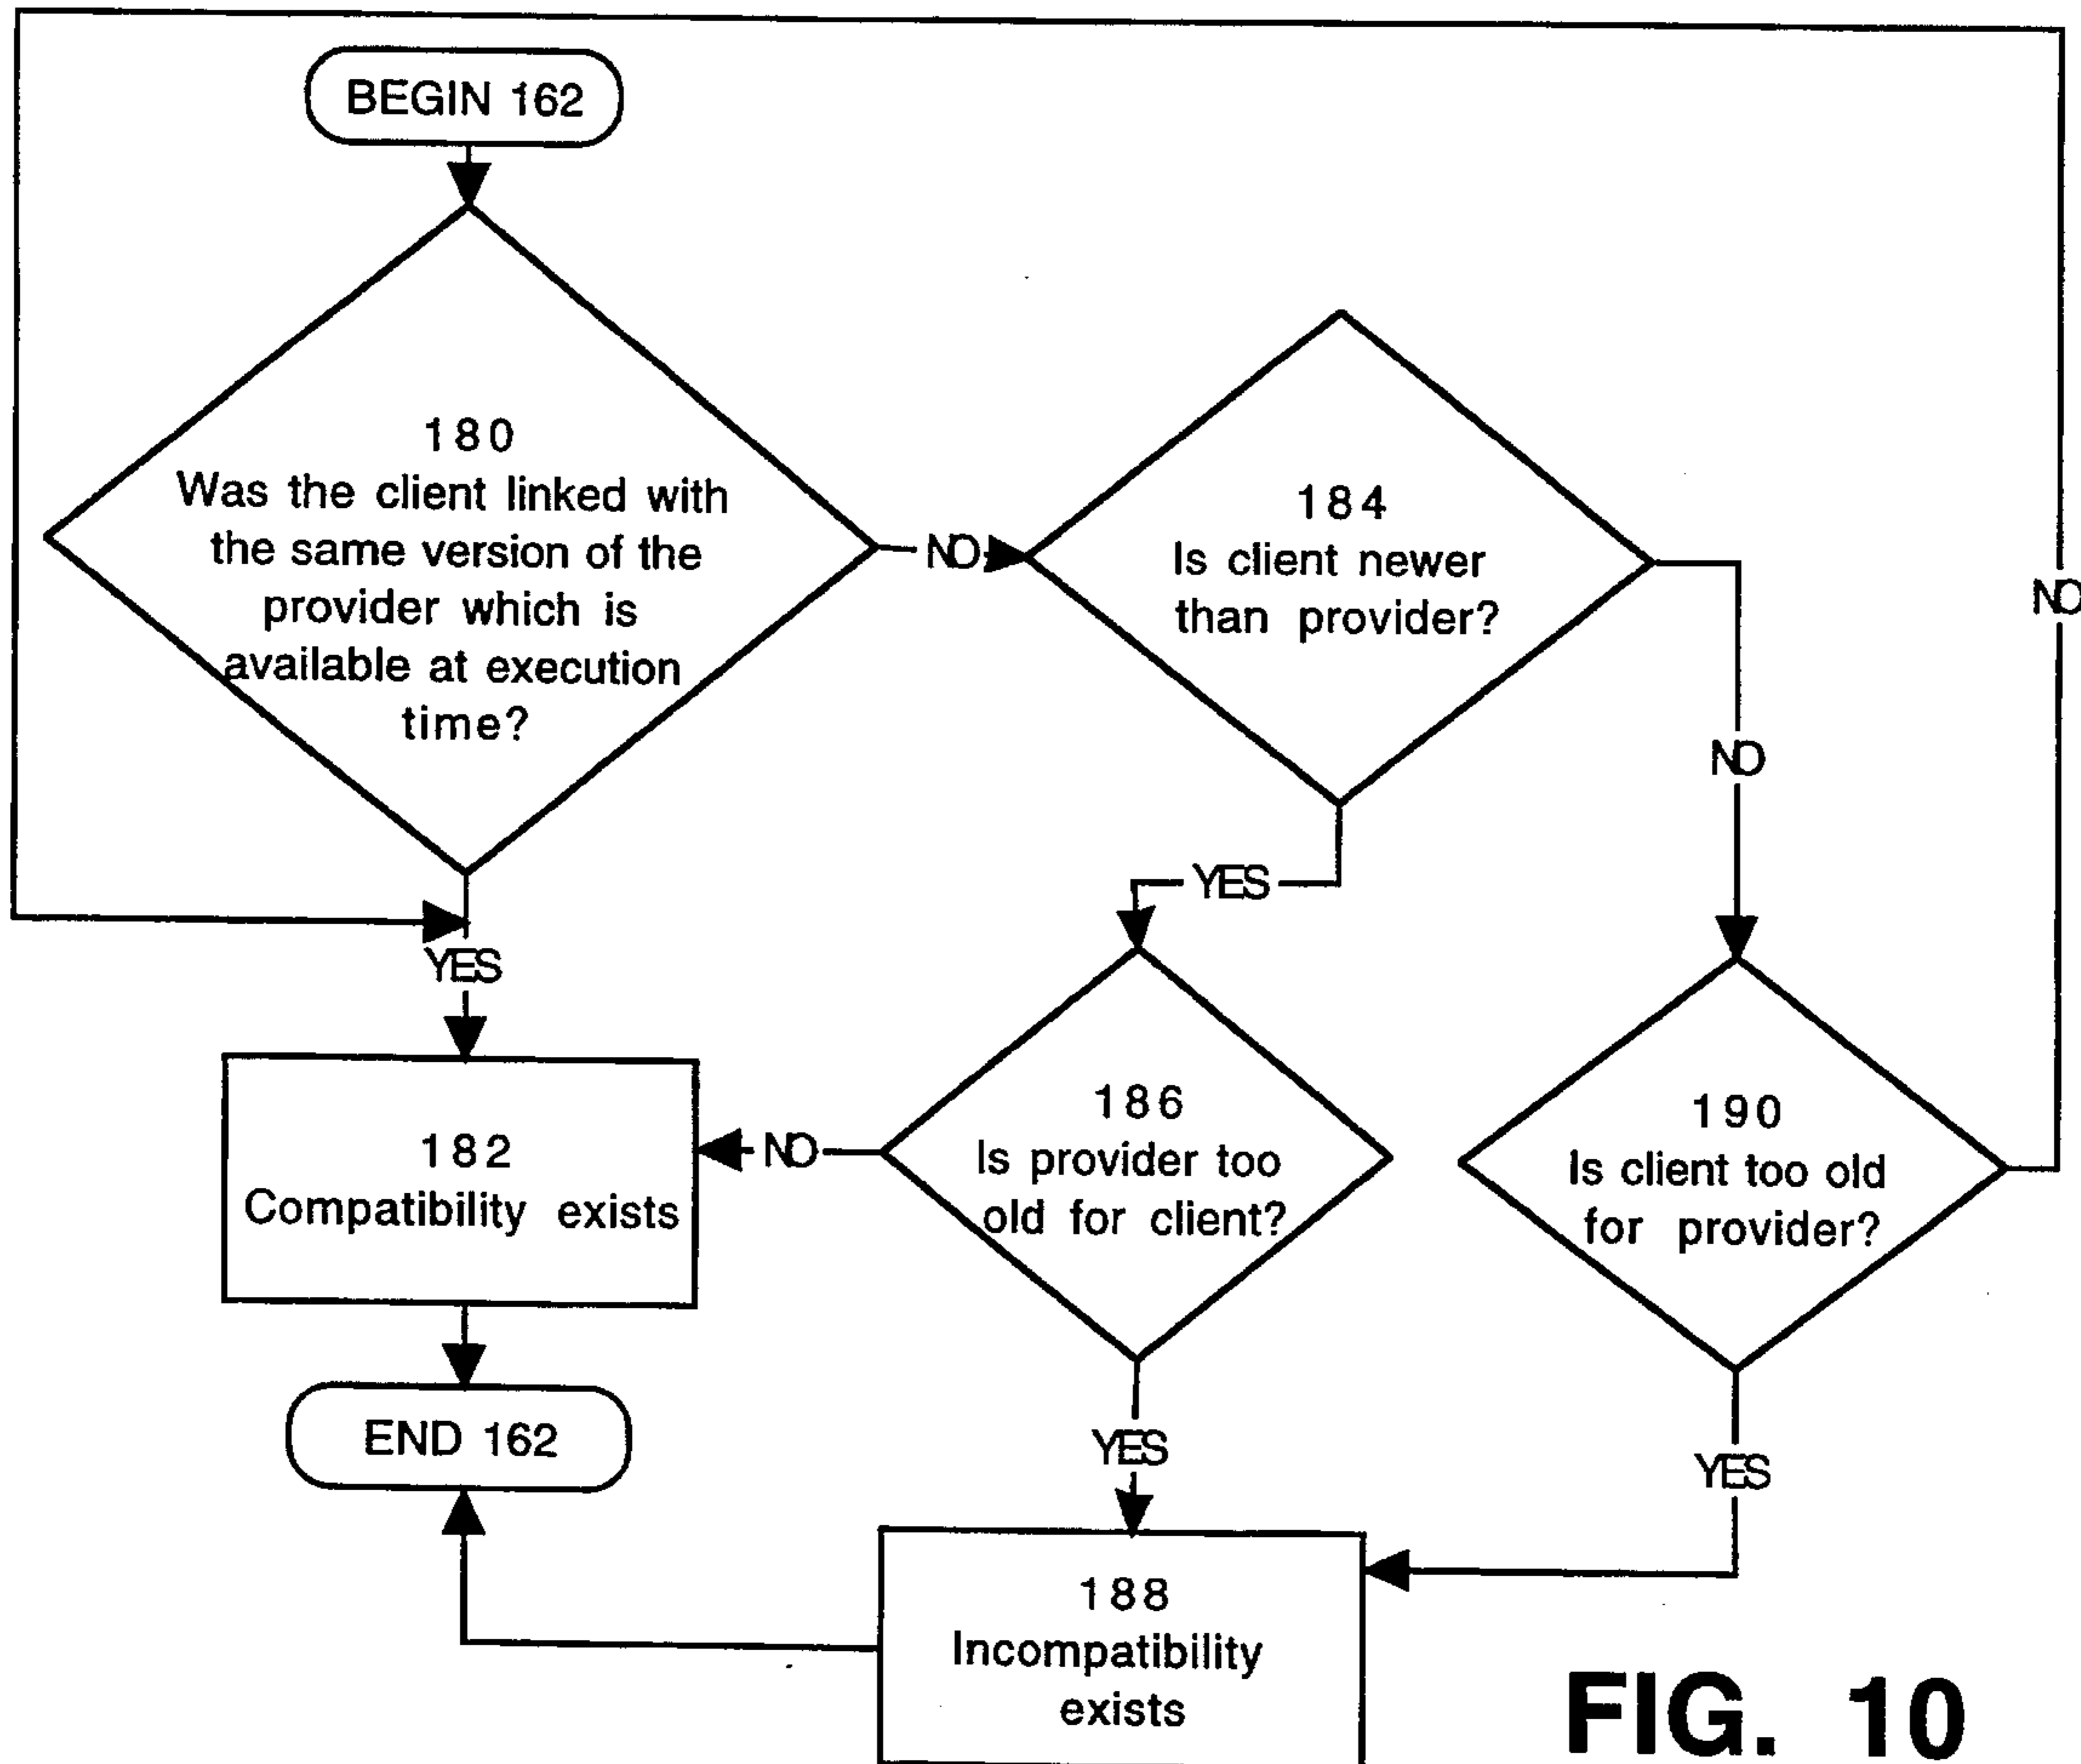 BEGIN 162
180
Was the client linked with
the same version of the
provider which is
available at execution
time?
NO
184
Is client newer
than provider?
NO
NO
YES
YES
182
Compatibility exists
NO
186
Is provider too
old for client?
190
Is client too old
for provider?
END 162
YES
YES
188
Incompatibility
exists
FIG. 10